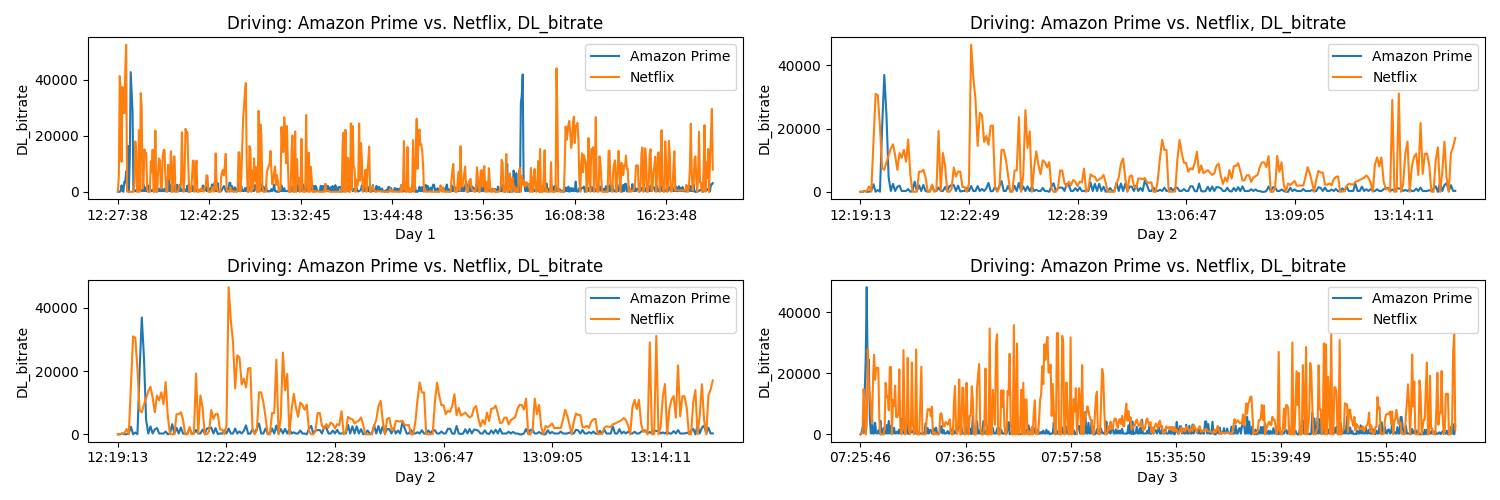 Driving: Amazon Prime vs. Netflix, DL_bitrate
Amazon Prime
Netflix
DL_bitrate
40000
20000
0
12:27:38 12:42:25 13:32:45 13:44:48 13:56:35 16:08:38 16:23:48
Day 1
Driving: Amazon Prime vs. Netflix, DL_bitrate
Amazon Prime
Netflix
DL_bitrate
40000
20000
0
12:19:13 12:22:49 12:28:39 13:06:47 13:09:05 13:14:11
Day 2
Driving: Amazon Prime vs. Netflix, DL_bitrate
Amazon Prime
Netflix
DL_bitrate
40000
20000
0
12:19:13 12:22:49 12:28:39 13:06:47 13:09:05 13:14:11
Day 2
Driving: Amazon Prime vs. Netflix, DL_bitrate
Amazon Prime
Netflix
DL_bitrate
40000
20000
0
07:25:46 07:36:55 07:57:58 15:35:50 15:39:49 15:55:40
Day 3